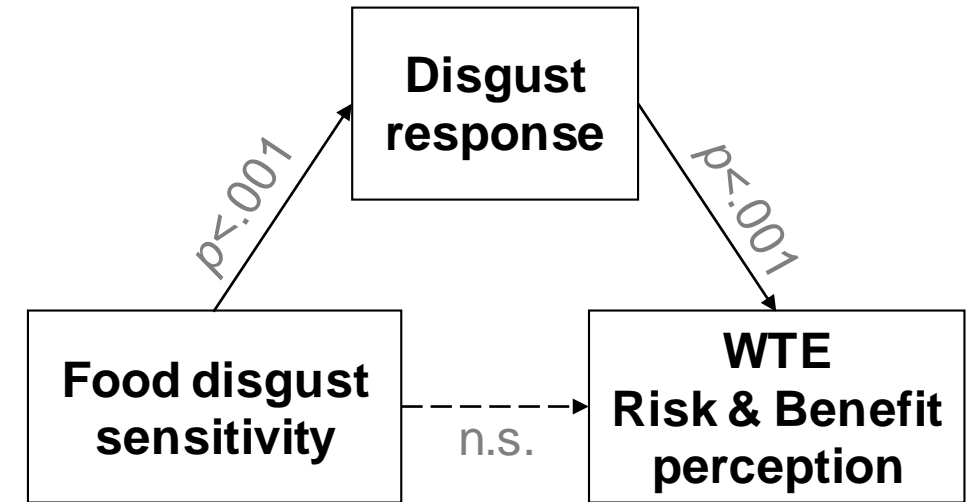 Disgust
response
p<.001
p<.001
Food disgust
sensitivity
n.s.
WTE
Risk & Benefit
perception